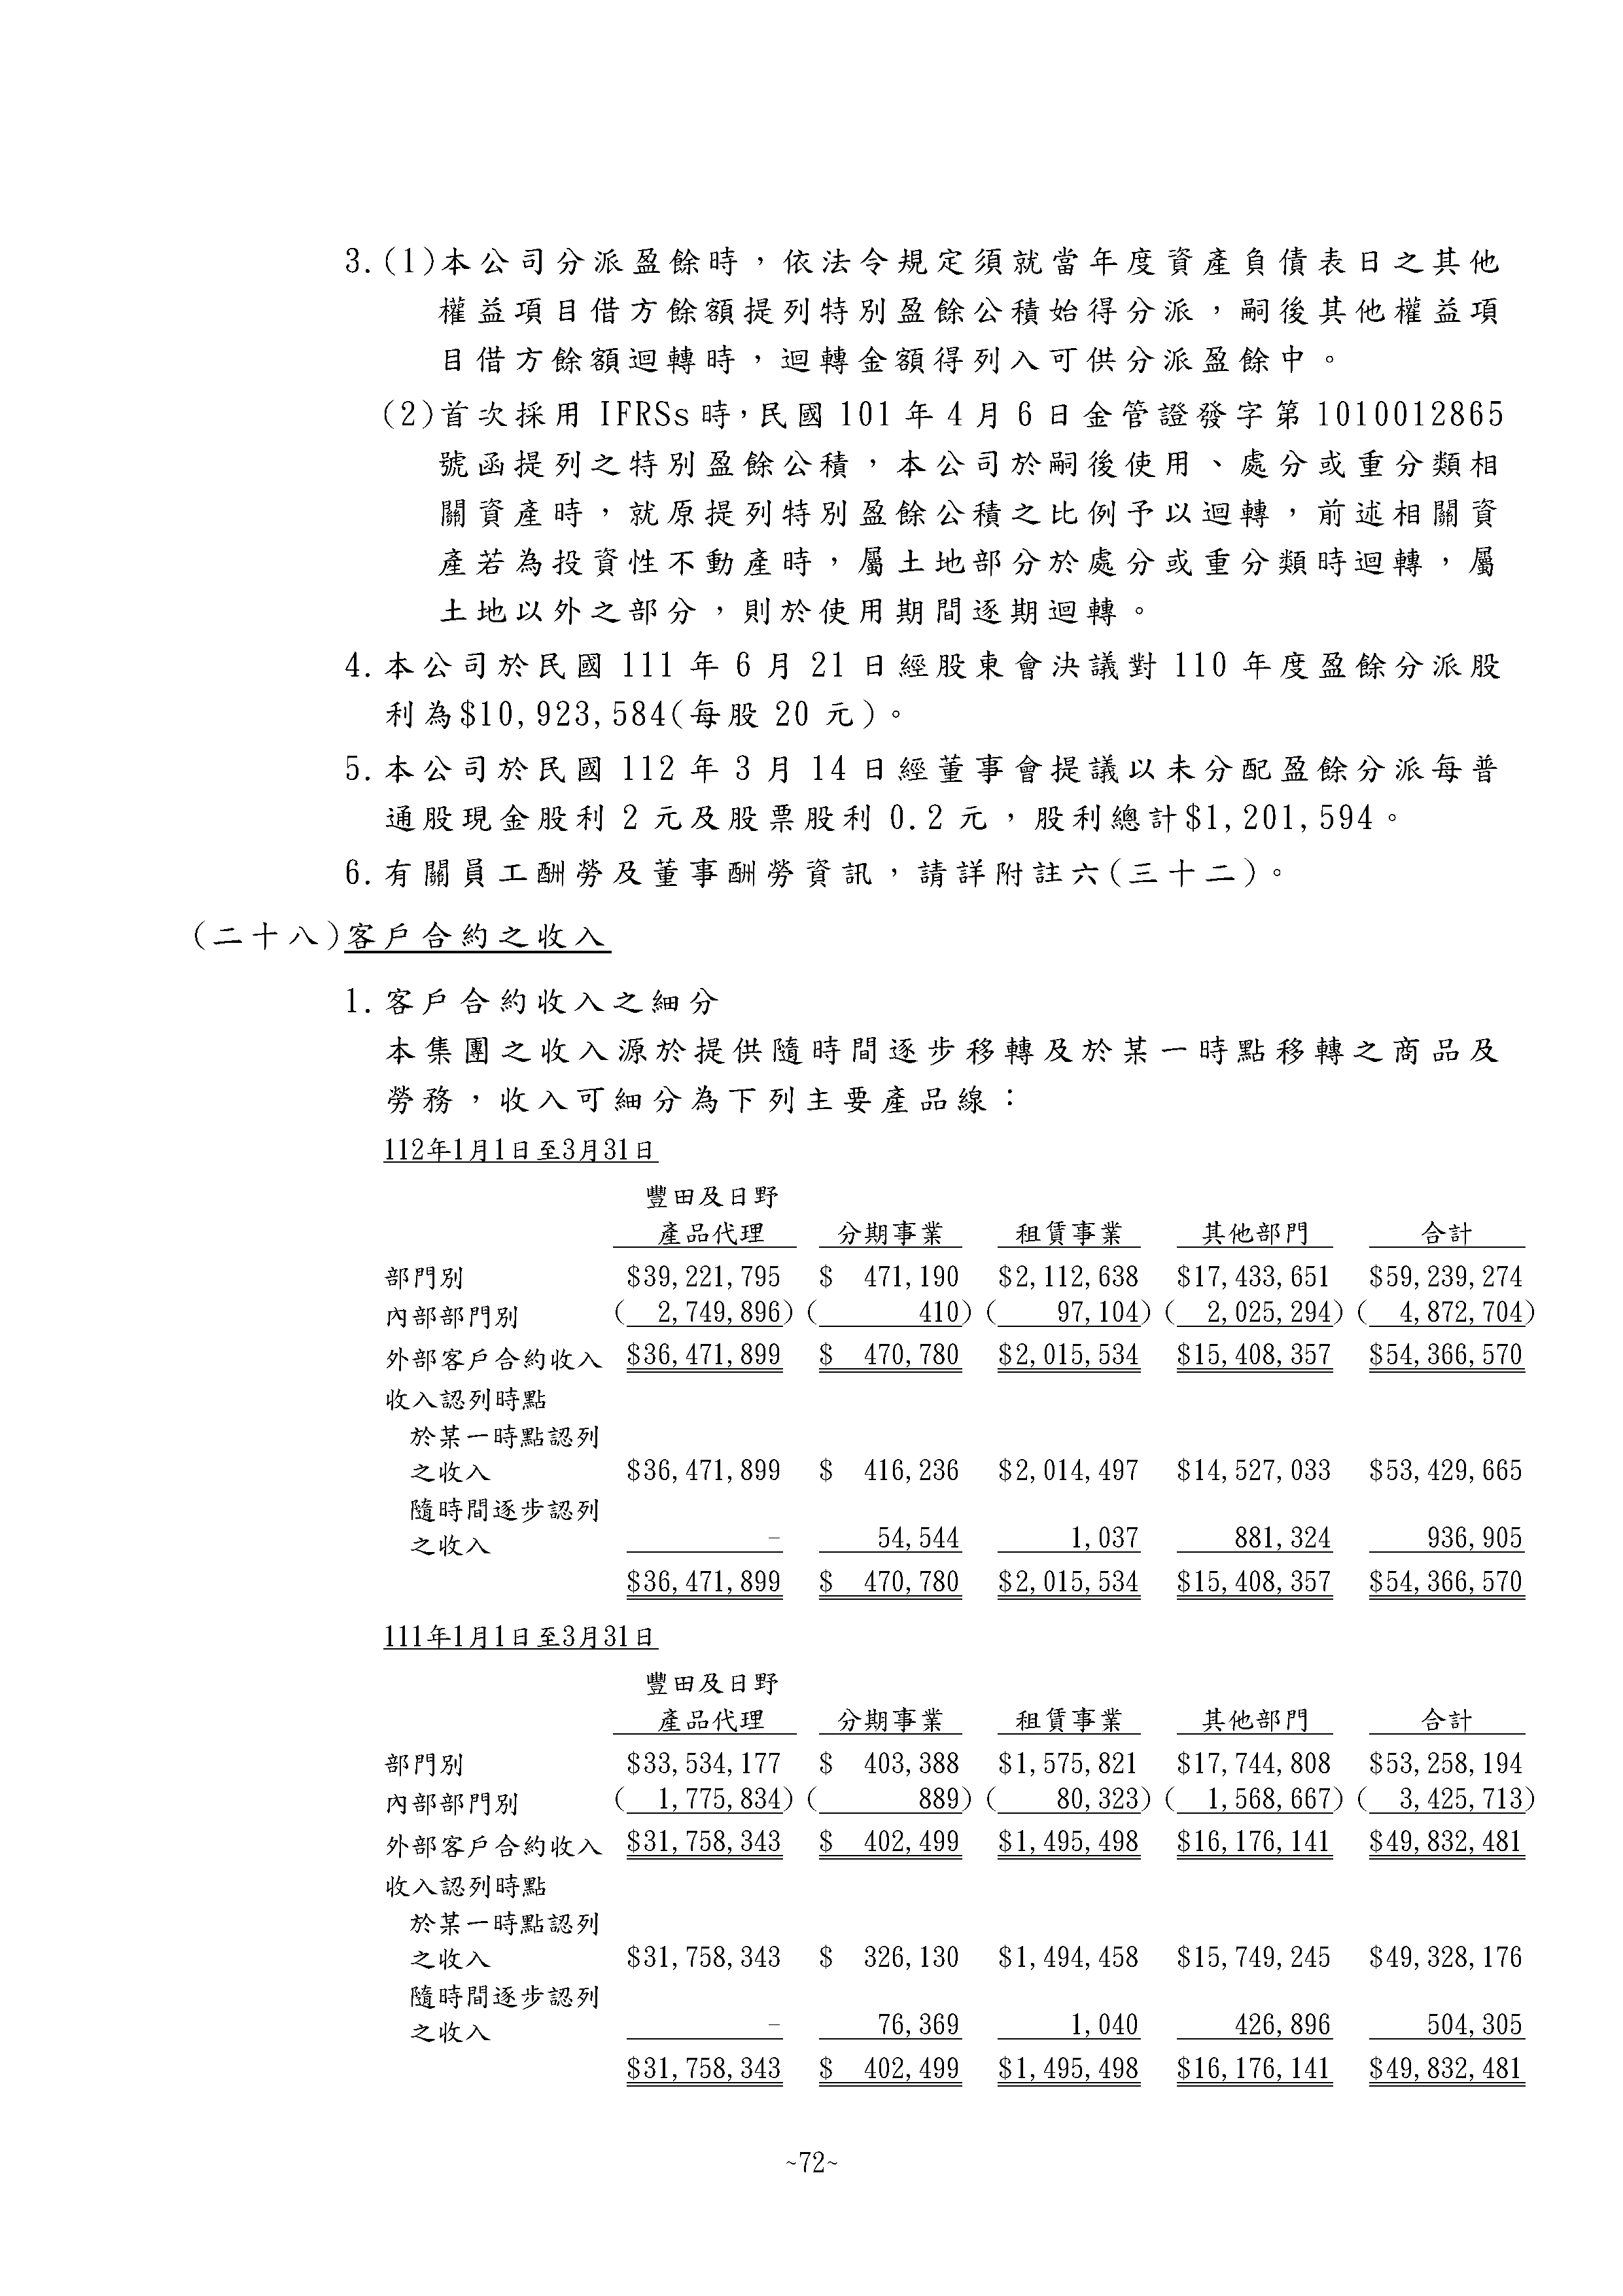 3.(1)本公司分派盈餘時，依法令規定須就當年度資產負債表日之其他
權益項目借方餘額提列特別盈餘公積始得分派，嗣後其他權益項
目借方餘額迴轉時，迴轉金額得列入可供分派盈餘中。
(2)首次採用 IFRSs 時，民國 101 年 4 月 6 日金管證發字第 1010012865
號函提列之特別盈餘公積，本公司於嗣後使用、處分或重分類相
關資產時，就原提列特別盈餘公積之比例予以迴轉，前述相關資
產若為投資性不動產時，屬土地部分於處分或重分類時迴轉，屬
土地以外之部分，則於使用期間逐期迴轉。
4.本公司於民國 111 年 6 月 21 日經股東會決議對 110 年度盈餘分派股
利為$10,923,584(每股 20 元)。
5.本公司於民國 112 年 3 月 14 日經董事會提議以未分配盈餘分派每普
通股現金股利 2 元及股票股利 0.2 元，股利總計$1,201,594。
6.有關員工酬勞及董事酬勞資訊，請詳附註六(三十二)。
(二十八)客戶合約之收入
1.客戶合約收入之細分
本集團之收入源於提供隨時間逐步移轉及於某一時點移轉之商品及
勞務，收入可細分為下列主要產品線：
112年1月1日至3月31日
豐田及日野
產品代理 分期事業 租賃事業 其他部門 合計
部門別 $39,221,795 $ 471,190 $2,112,638 $17,433,651 $59,239,274
內部部門別 ( 2,749,896) ( 410) ( 97,104) ( 2,025,294) ( 4,872,704)
外部客戶合約收入 $36,471,899 $ 470,780 $2,015,534 $15,408,357 $54,366,570
收入認列時點
於某一時點認列
之收入 $36,471,899 $ 416,236 $2,014,497 $14,527,033 $53,429,665
隨時間逐步認列
之收入 - 54,544 1,037 881,324 936,905
$36,471,899 $ 470,780 $2,015,534 $15,408,357 $54,366,570
111年1月1日至3月31日
豐田及日野
產品代理 分期事業 租賃事業 其他部門 合計
部門別 $33,534,177 $ 403,388 $1,575,821 $17,744,808 $53,258,194
內部部門別 ( 1,775,834) ( 889) ( 80,323) ( 1,568,667) ( 3,425,713)
外部客戶合約收入 $31,758,343 $ 402,499 $1,495,498 $16,176,141 $49,832,481
收入認列時點
於某一時點認列
之收入 $31,758,343 $ 326,130 $1,494,458 $15,749,245 $49,328,176
隨時間逐步認列
之收入 - 76,369 1,040 426,896 504,305
$31,758,343 $ 402,499 $1,495,498 $16,176,141 $49,832,481
~72~